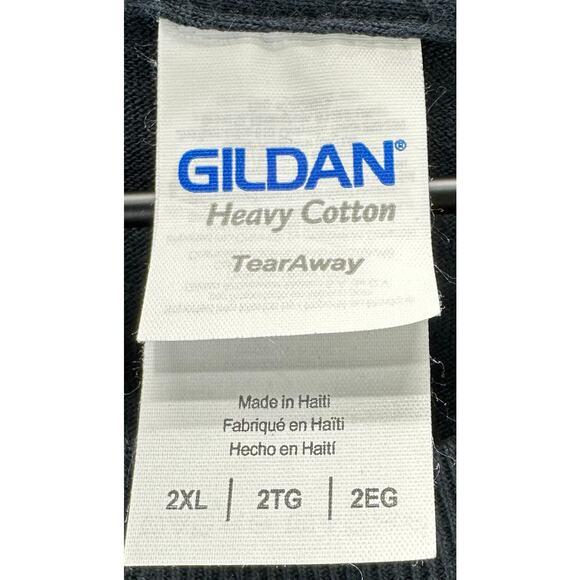 GILDAN®
Heavy Cotton
TearAway
Made in Haiti
Fabriqué en Haïti
Hecho en Haití
2XL | 2TG | 2EG